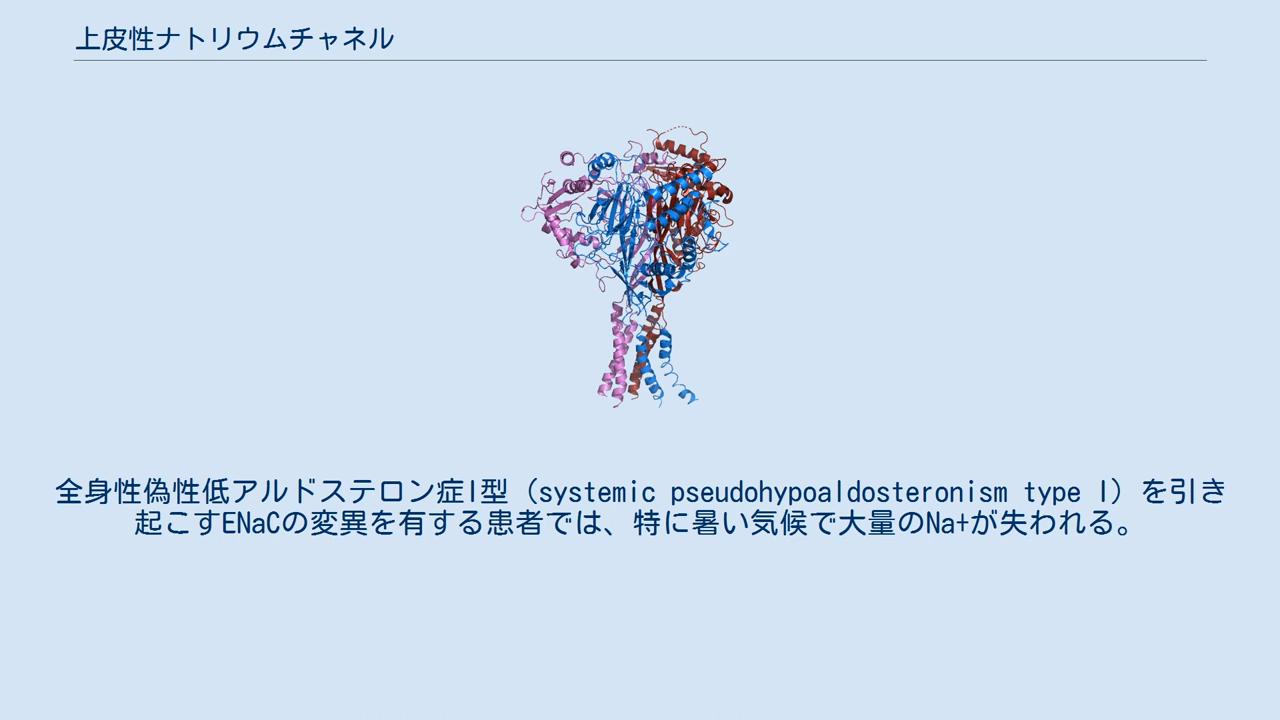 上皮性ナトリウムチャネル
全身性偽性低アルドステロン症I型（systemic pseudohypoaldosteronism type I）を引き
起こすENaCの変異を有する患者では、特に暑い気候で大量のNa+が失われる。